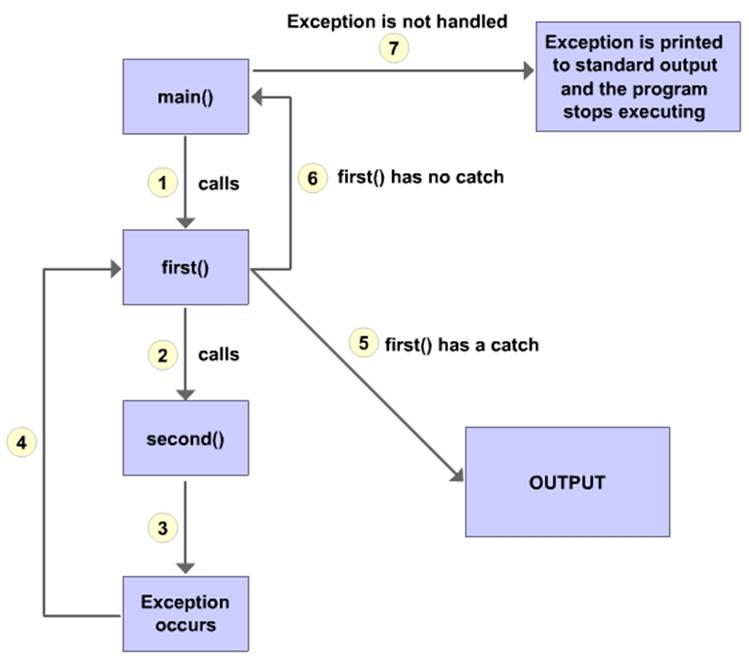 Exception is not handled
7
Exception is printed
to standard output
and the program
stops executing
main()
1 calls
6 first() has no catch
first()
2 calls
5 first() has a catch
4
second()
OUTPUT
3
Exception
occurs